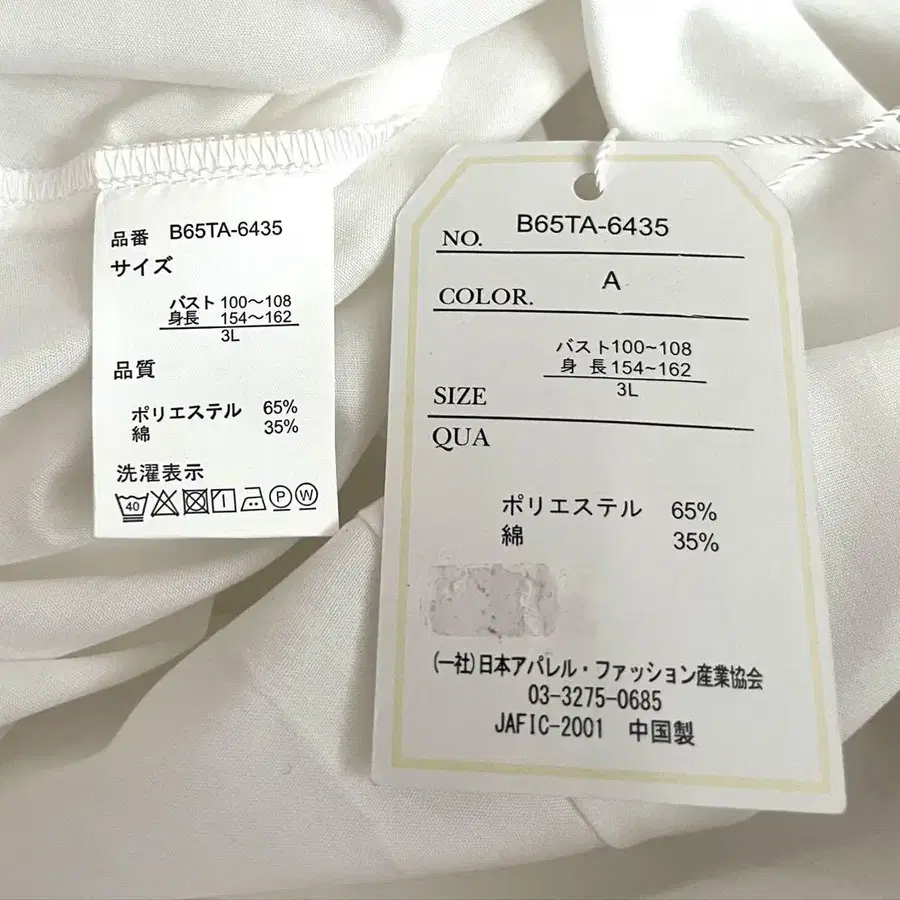 品番 B65TA-6435
サイズ
バスト 100～108
身長 154～162
3L
品質
ポリエステル 65%
綿 35%
洗濯表示
40 P W
NO. B65TA-6435
COLOR. A
バスト100~108
身 長 154~162
3L
SIZE
QUA
ポリエステル 65%
綿 35%
(一社)日本アパレル・ファッション産業協会
03-3275-0685
JAFIC-2001 中国製